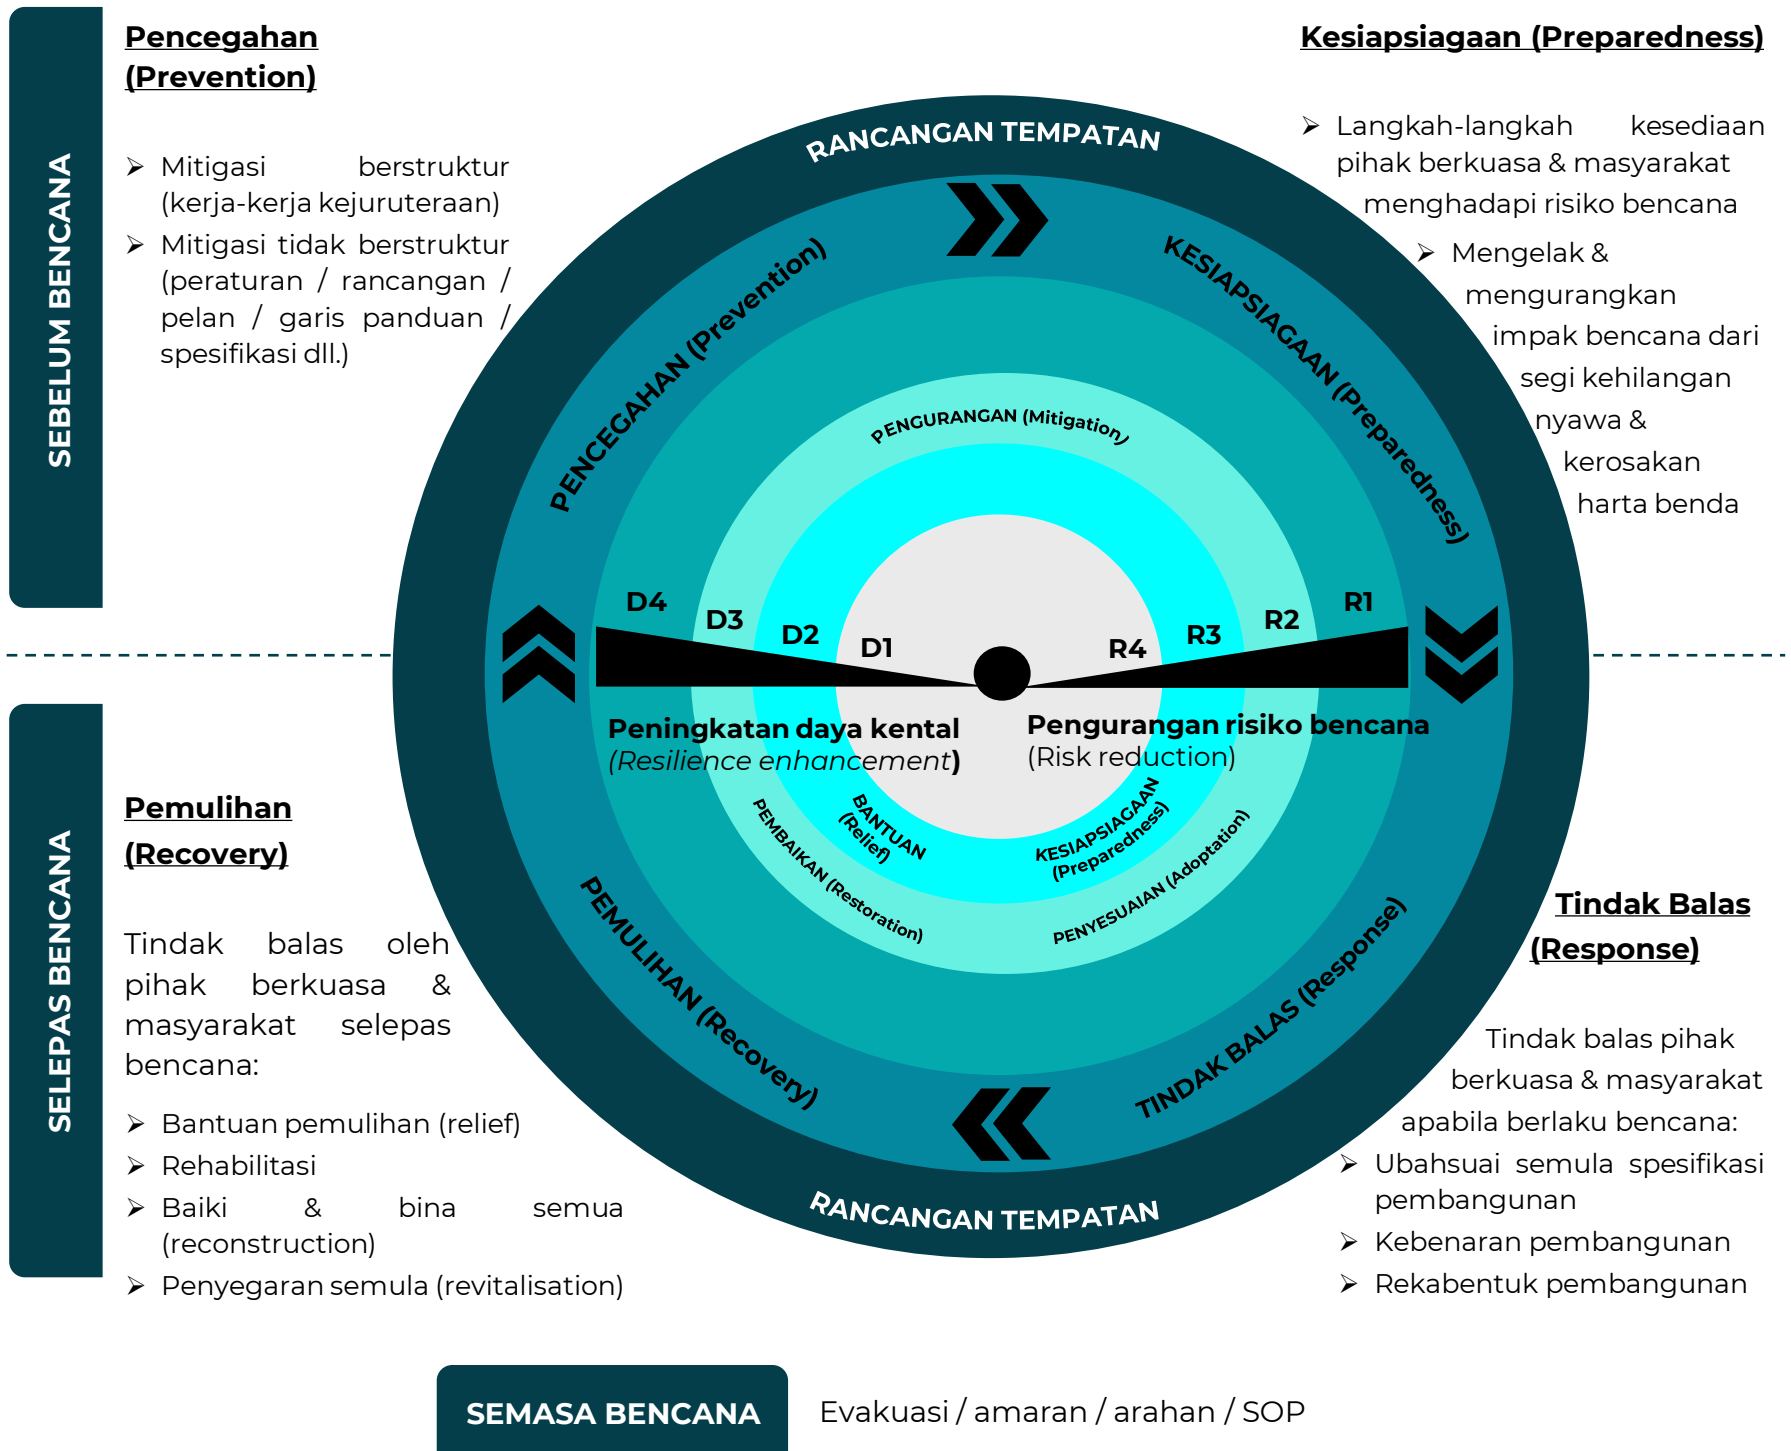 SEBELUM BENCANA
Pencegahan
(Prevention)
➢ Mitigasi berstruktur
(kerja-kerja kejuruteraan)
➢ Mitigasi tidak berstruktur
(peraturan / rancangan /
pelan / garis panduan /
spesifikasi dll.)
Kesiapsiagaan (Preparedness)
➢ Langkah-langkah kesediaan
pihak berkuasa & masyarakat
menghadapi risiko bencana
➢ Mengelak &
mengurangkan
impak bencana dari
segi kehilangan
nyawa &
kerosakan
harta benda
RANCANGAN TEMPATAN
PENCEGAHAN (Prevention)
KESIAPSIAGAAN (Preparedness)
PENGURANGAN (Mitigation)
D4
D3
D2
D1
R4
R3
R2
R1
Peningkatan daya kental
(Resilience enhancement)
Pengurangan risiko bencana
(Risk reduction)
BANTUAN
(Relief)
KESIAPSIAGAAN
(Preparedness)
PEMBAIKAN (Restoration)
PENYESUAIAN (Adoptation)
PEMULIHAN (Recovery)
TINDAK BALAS (Response)
RANCANGAN TEMPATAN
SELEPAS BENCANA
Pemulihan
(Recovery)
Tindak balas oleh
pihak berkuasa &
masyarakat selepas
bencana:
➢ Bantuan pemulihan (relief)
➢ Rehabilitasi
➢ Baiki & bina semua
(reconstruction)
➢ Penyegaran semula (revitalisation)
Tindak Balas
(Response)
Tindak balas pihak
berkuasa & masyarakat
apabila berlaku bencana:
➢ Ubahsuai semula spesifikasi
pembangunan
➢ Kebenaran pembangunan
➢ Rekabentuk pembangunan
SEMASA BENCANA
Evakuasi / amaran / arahan / SOP